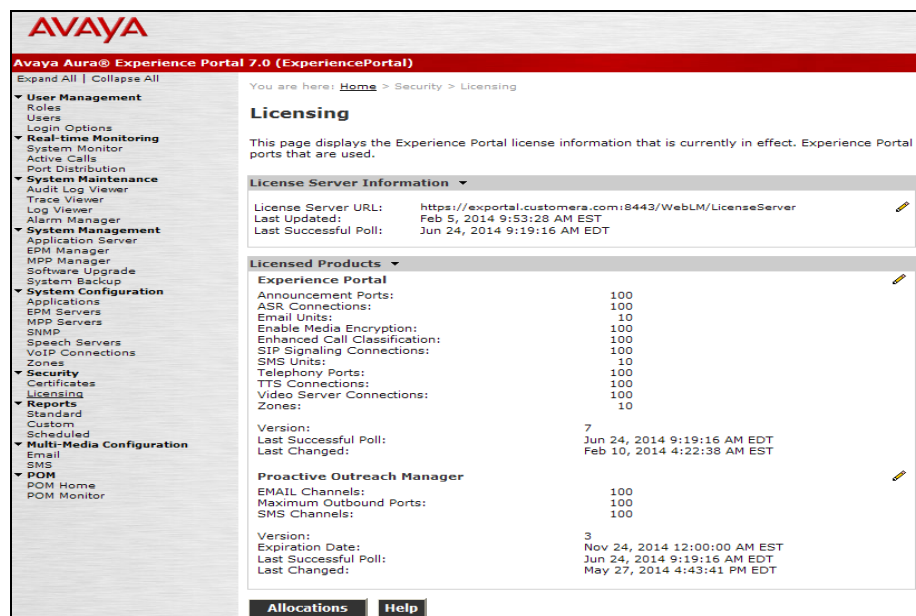 AVAYA
Avaya Aura® Experience Portal 7.0 (ExperiencePortal)
Expand All | Collapse All
User Management
Roles
Users
Login Options
Real-time Monitoring
System Monitor
Active Calls
Port Distribution
System Maintenance
Audit Log Viewer
Trace Viewer
Log Viewer
Alarm Manager
System Management
Application Server
EPM Manager
MPP Manager
Software Upgrade
System Backup
System Configuration
Applications
EPM Servers
MPP Servers
SNMP
Speech Servers
VoIP Connections
Zones
Security
Certificates
Licensing
Reports
Standard
Custom
Scheduled
Multi-Media Configuration
Email
SMS
POM
POM Home
POM Monitor
You are here: Home > Security > Licensing
Licensing
This page displays the Experience Portal license information that is currently in effect. Experience Portal
ports that are used.
License Server Information
License Server URL: https://exportal.customera.com:8443/WebLM/LicenseServer
Last Updated: Feb 5, 2014 9:53:28 AM EST
Last Successful Poll: Jun 24, 2014 9:19:16 AM EDT
Licensed Products
Experience Portal
Announcement Ports: 100
ASR Connections: 100
Email Units: 10
Enable Media Encryption: 100
Enhanced Call Classification: 100
SIP Signaling Connections: 100
SMS Units: 10
Telephony Ports: 100
TTS Connections: 100
Video Server Connections: 100
Zones: 10
Version: 7
Last Successful Poll: Jun 24, 2014 9:19:16 AM EDT
Last Changed: Feb 10, 2014 4:22:38 AM EST
Proactive Outreach Manager
EMAIL Channels: 100
Maximum Outbound Ports: 100
SMS Channels: 100
Version: 3
Expiration Date: Nov 24, 2014 12:00:00 AM EST
Last Successful Poll: Jun 24, 2014 9:19:16 AM EDT
Last Changed: May 27, 2014 4:43:41 PM EDT
Allocations Help